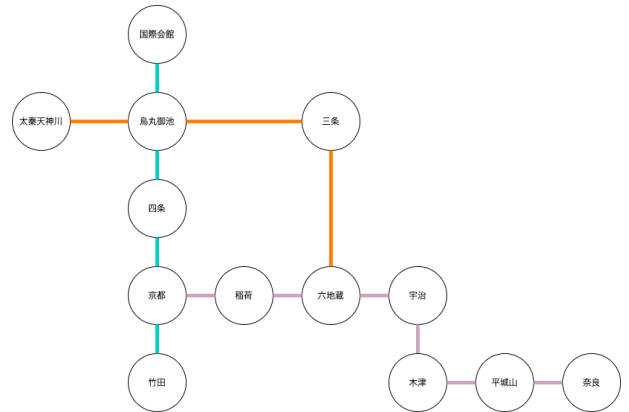 国際会館
太秦天神川
烏丸御池
三条
四条
京都
稲荷
六地蔵
宇治
竹田
木津
平城山
奈良